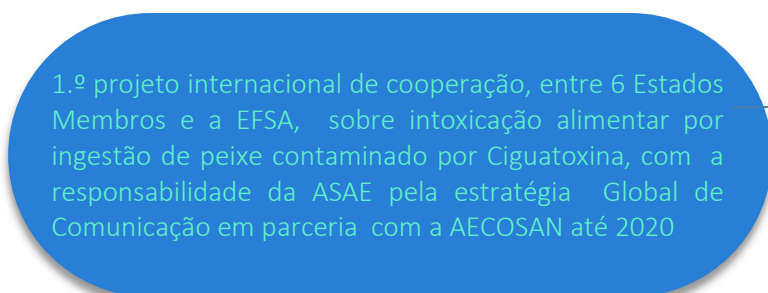 1.º projeto internacional de cooperação, entre 6 Estados
Membros e a EFSA,  sobre intoxicação alimentar por
ingestão de peixe contaminado por Ciguatoxina, com  a
responsabilidade da ASAE pela estratégia  Global de
Comunicação em parceria  com a AECOSAN até 2020